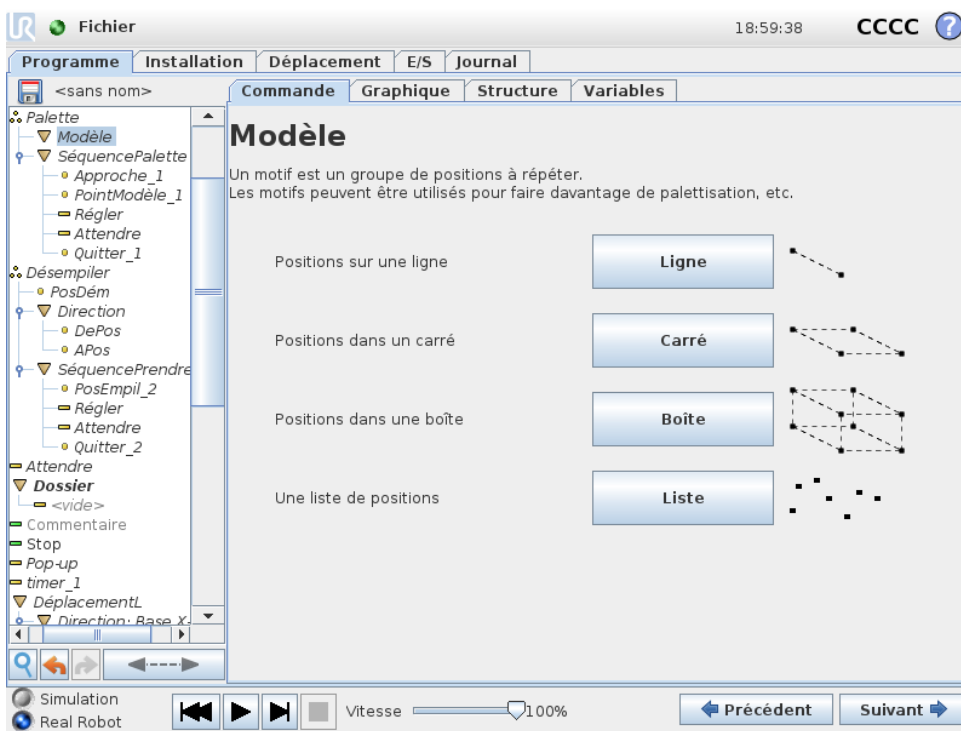 UR Fichier 18:59:38 CCCC ?
Programme Installation Déplacement E/S Journal
<sans nom>
Commande Graphique Structure Variables
Palette
Modèle
SéquencePalette
Approche_1
PointModèle_1
Régler
Attendre
Quitter_1
Désempiler
PosDém
Direction
DePos
APos
SéquencePrendre
PosEmpil_2
Régler
Attendre
Quitter_2
Attendre
Dossier
<vide>
Commentaire
Stop
Pop-up
timer_1
DéplacementL
Direction: Base X-
Modèle
Un motif est un groupe de positions à répéter.
Les motifs peuvent être utilisés pour faire davantage de palettisation, etc.
Positions sur une ligne
Ligne
Positions dans un carré
Carré
Positions dans une boîte
Boîte
Une liste de positions
Liste
Simulation
Real Robot
Vitesse 100%
Précédent Suivant